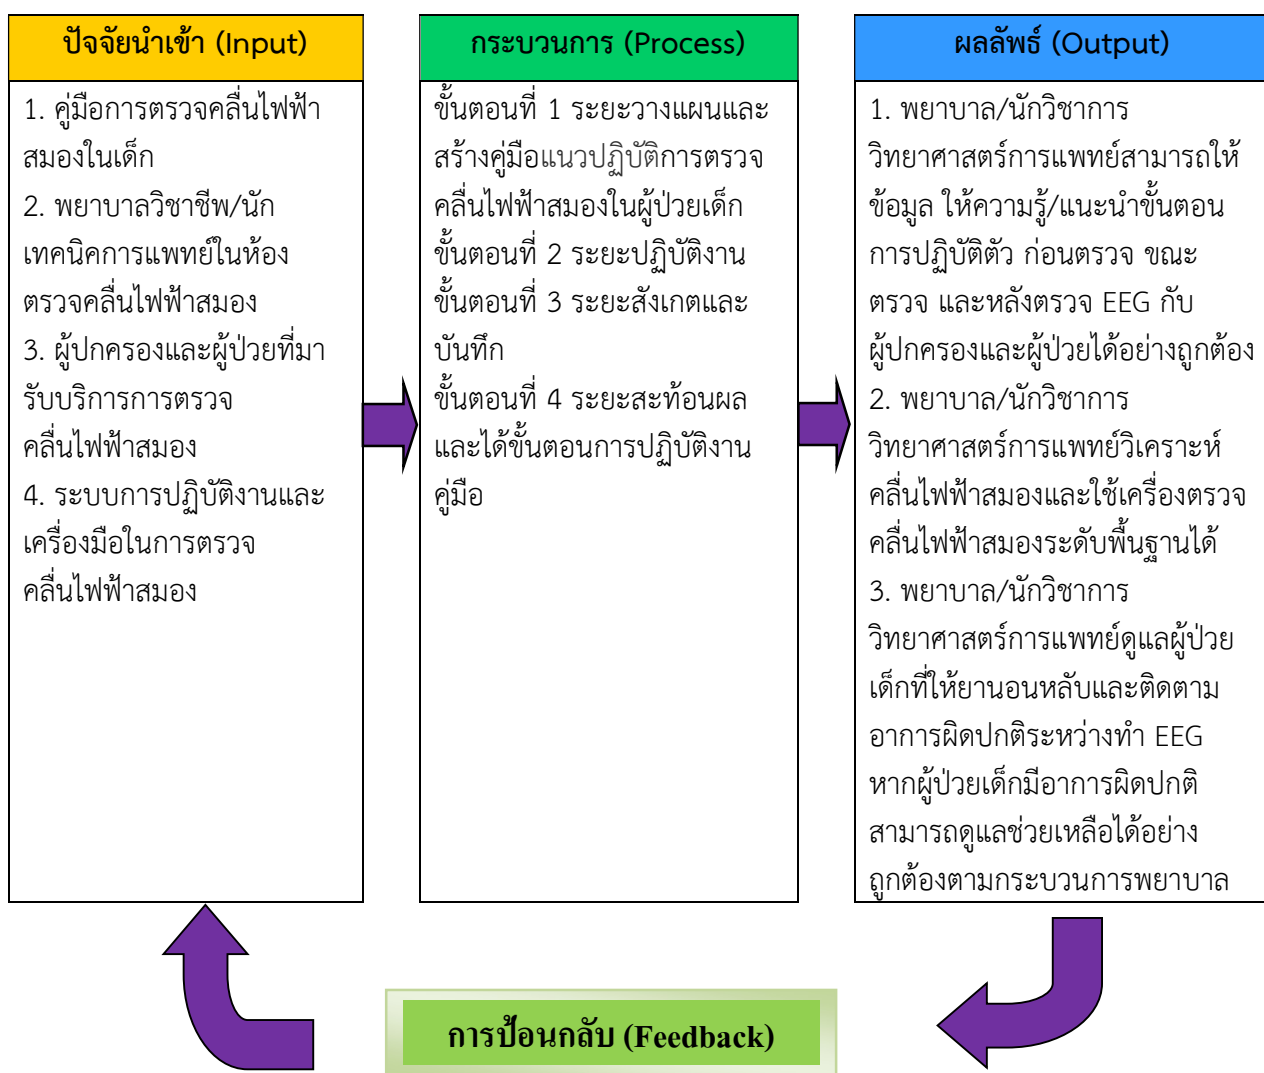 ปัจจัยนำเข้า (Input)
1. คู่มือการตรวจคลื่นไฟฟ้า
สมองในเด็ก
2. พยาบาลวิชาชีพ/นัก
เทคนิคการแพทย์ในห้อง
ตรวจคลื่นไฟฟ้าสมอง
3. ผู้ปกครองและผู้ป่วยที่มา
รับบริการการตรวจ
คลื่นไฟฟ้าสมอง
4. ระบบการปฏิบัติงานและ
เครื่องมือในการตรวจ
คลื่นไฟฟ้าสมอง
กระบวนการ (Process)
ขั้นตอนที่ 1 ระยะวางแผนและ
สร้างคู่มือแนวปฏิบัติการตรวจ
คลื่นไฟฟ้าสมองในผู้ป่วยเด็ก
ขั้นตอนที่ 2 ระยะปฏิบัติงาน
ขั้นตอนที่ 3 ระยะสังเกตและ
บันทึก
ขั้นตอนที่ 4 ระยะสะท้อนผล
และได้ขั้นตอนการปฏิบัติงาน
คู่มือ
ผลลัพธ์ (Output)
1. พยาบาล/นักวิชาการ
วิทยาศาสตร์การแพทย์สามารถให้
ข้อมูล ให้ความรู้/แนะนำขั้นตอน
การปฏิบัติตัว ก่อนตรวจ ขณะ
ตรวจ และหลังตรวจ EEG กับ
ผู้ปกครองและผู้ป่วยได้อย่างถูกต้อง
2. พยาบาล/นักวิชาการ
วิทยาศาสตร์การแพทย์วิเคราะห์
คลื่นไฟฟ้าสมองและใช้เครื่องตรวจ
คลื่นไฟฟ้าสมองระดับพื้นฐานได้
3. พยาบาล/นักวิชาการ
วิทยาศาสตร์การแพทย์ดูแลผู้ป่วย
เด็กที่ให้ยานอนหลับและติดตาม
อาการผิดปกติระหว่างทำ EEG
หากผู้ป่วยเด็กมีอาการผิดปกติ
สามารถดูแลช่วยเหลือได้อย่าง
ถูกต้องตามกระบวนการพยาบาล
การป้อนกลับ (Feedback)